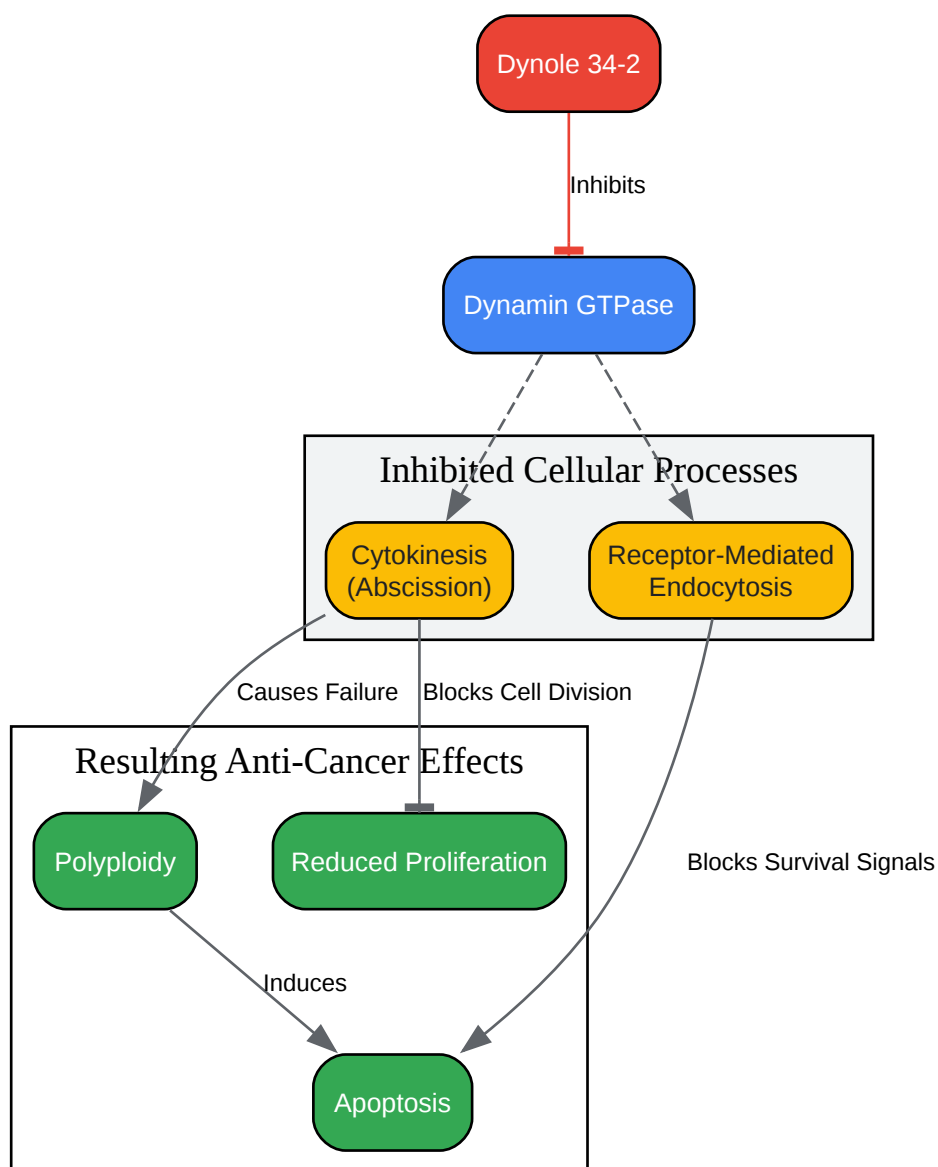 Dynole 34-2
Inhibits
Dynamin GTPase
Inhibited Cellular Processes
Cytokinesis
(Abscission)
Receptor-Mediated
Endocytosis
Causes Failure
Blocks Cell Division
Resulting Anti-Cancer Effects
Polyploidy
Reduced Proliferation
Blocks Survival Signals
Induces
Apoptosis